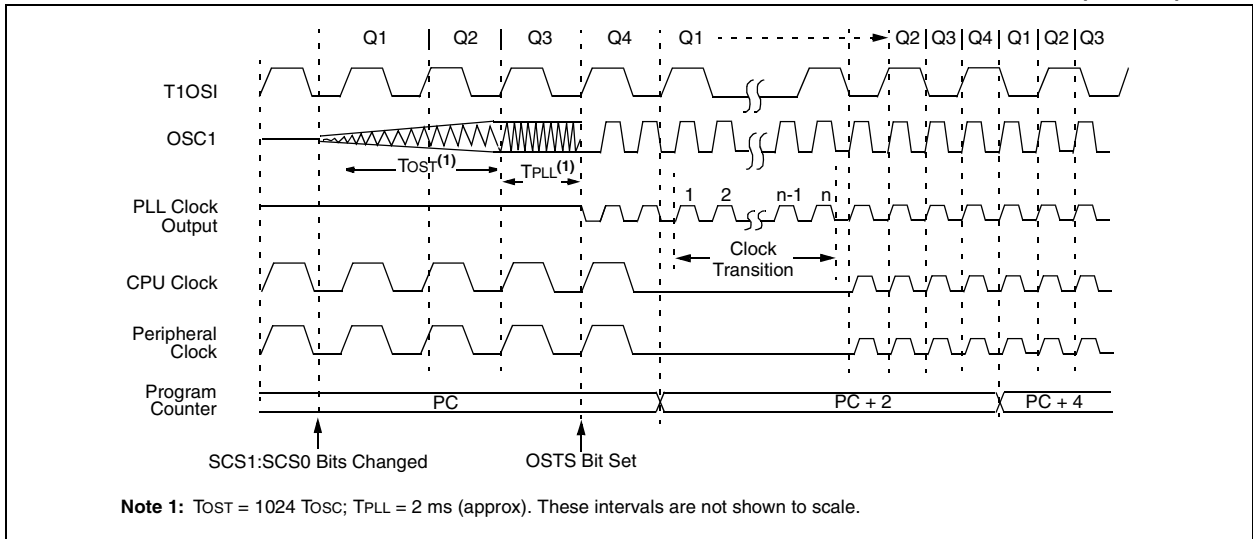 Q1 Q2 Q3 Q4 Q1 Q2 Q3 Q4 Q1 Q2 Q3
T1OSI
OSC1
TOST(1)
TPLL(1)
1 2 n-1 n
PLL Clock
Output
Clock
Transition
CPU Clock
Peripheral
Clock
Program
Counter
PC PC + 2 PC + 4
SCS1:SCS0 Bits Changed OSTS Bit Set
Note 1: TOST = 1024 TOSC; TPLL = 2 ms (approx). These intervals are not shown to scale.